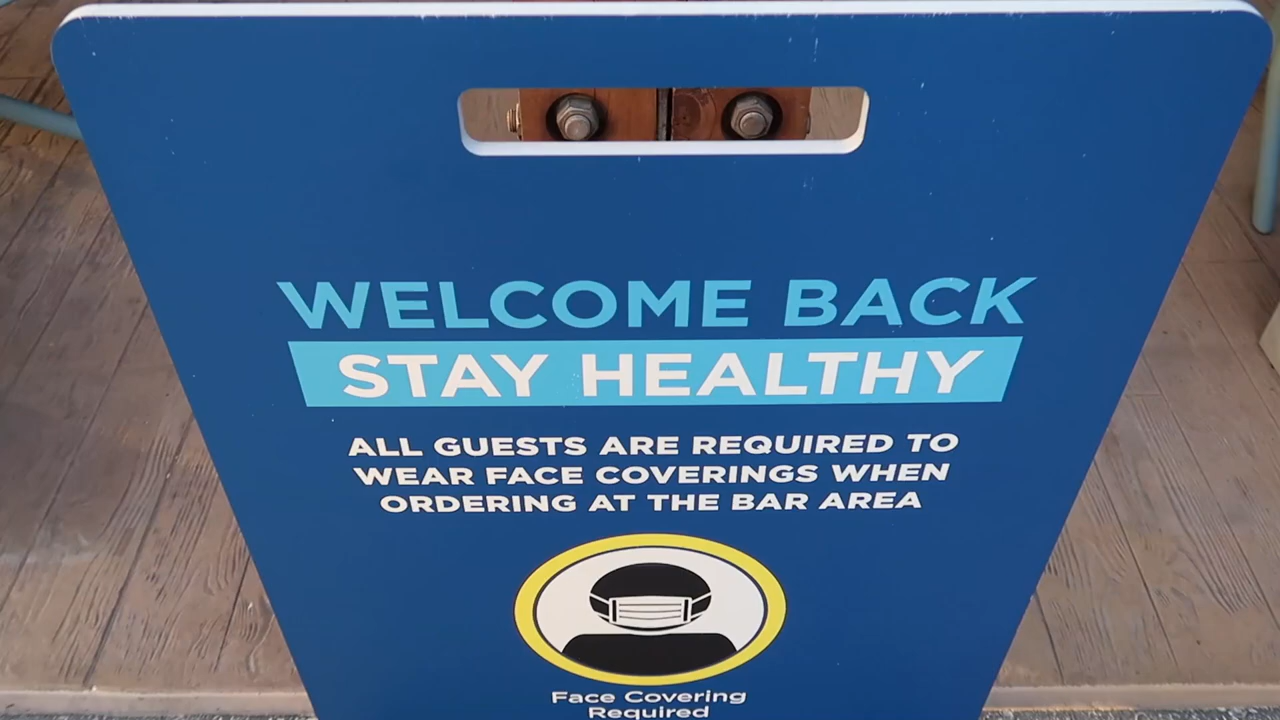 WELCOME BACK
STAY HEALTHY
ALL GUESTS ARE REQUIRED TO
WEAR FACE COVERINGS WHEN
ORDERING AT THE BAR AREA
Face Covering
Required